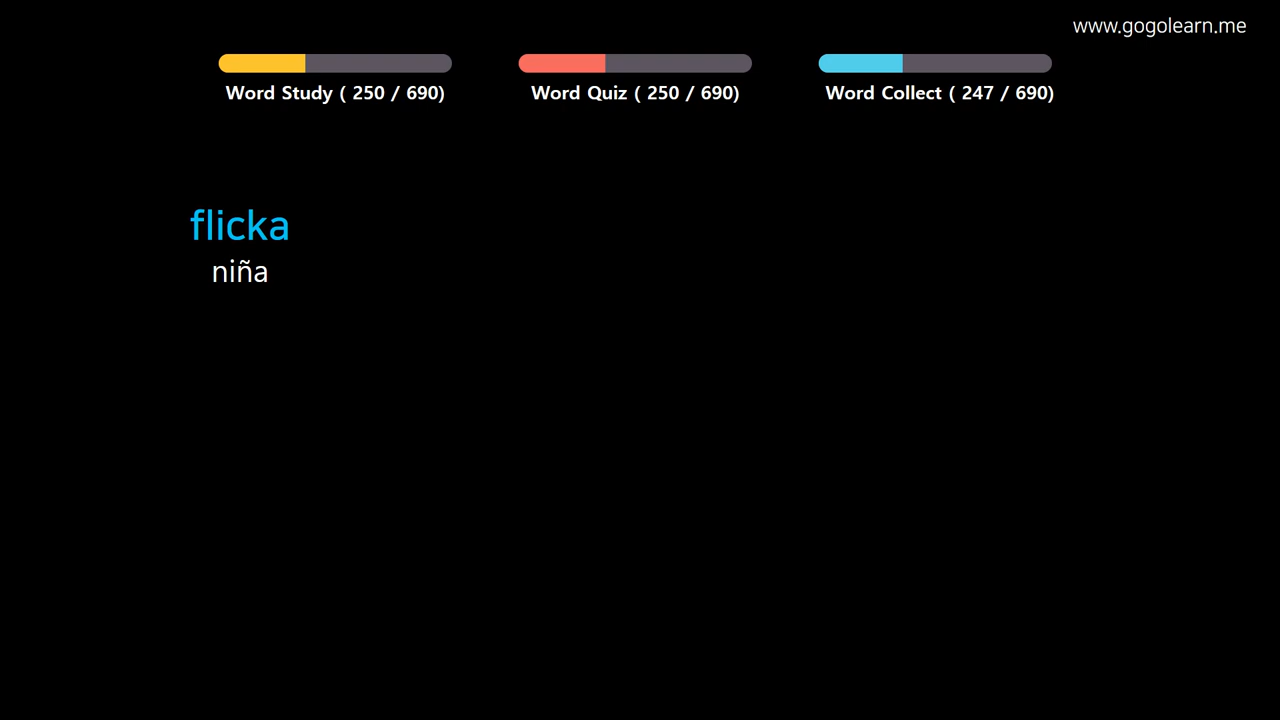 www.gogolearn.me
Word Study ( 250 / 690)
Word Quiz ( 250 / 690)
Word Collect ( 247 / 690)
flicka
niña